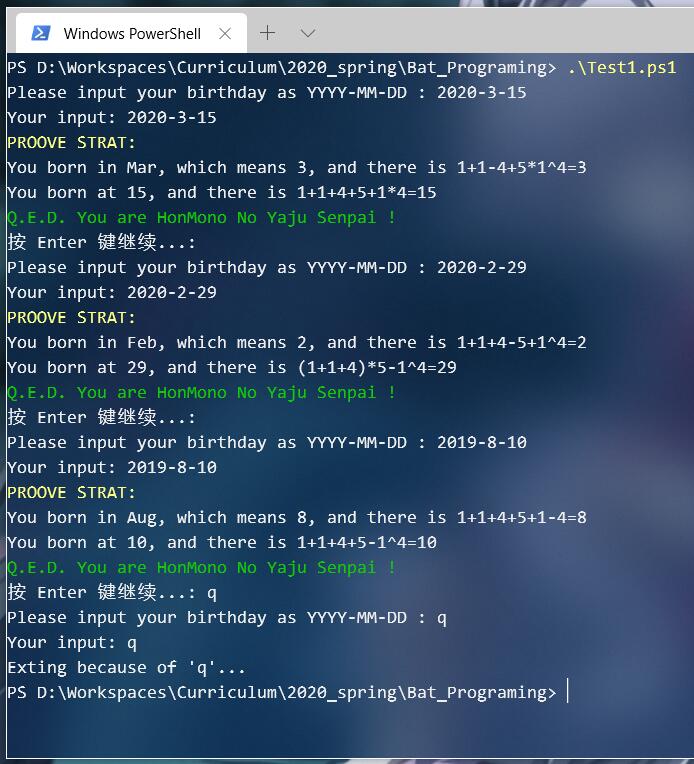 Windows PowerShell
PS D:\Workspaces\Curriculum\2020_spring\Bat_Programing> .\Test1.ps1
Please input your birthday as YYYY-MM-DD : 2020-3-15
Your input: 2020-3-15
PROOVE STRAT:
You born in Mar, which means 3, and there is 1+1-4+5*1^4=3
You born at 15, and there is 1+1+4+5+1*4=15
Q.E.D. You are HonMono No Yaju Senpai !
按 Enter 键继续...:
Please input your birthday as YYYY-MM-DD : 2020-2-29
Your input: 2020-2-29
PROOVE STRAT:
You born in Feb, which means 2, and there is 1+1+4-5+1^4=2
You born at 29, and there is (1+1+4)*5-1^4=29
Q.E.D. You are HonMono No Yaju Senpai !
按 Enter 键继续...:
Please input your birthday as YYYY-MM-DD : 2019-8-10
Your input: 2019-8-10
PROOVE STRAT:
You born in Aug, which means 8, and there is 1+1+4+5+1-4=8
You born at 10, and there is 1+1+4+5-1^4=10
Q.E.D. You are HonMono No Yaju Senpai !
按 Enter 键继续...: q
Please input your birthday as YYYY-MM-DD : q
Your input: q
Exting because of 'q'...
PS D:\Workspaces\Curriculum\2020_spring\Bat_Programing>